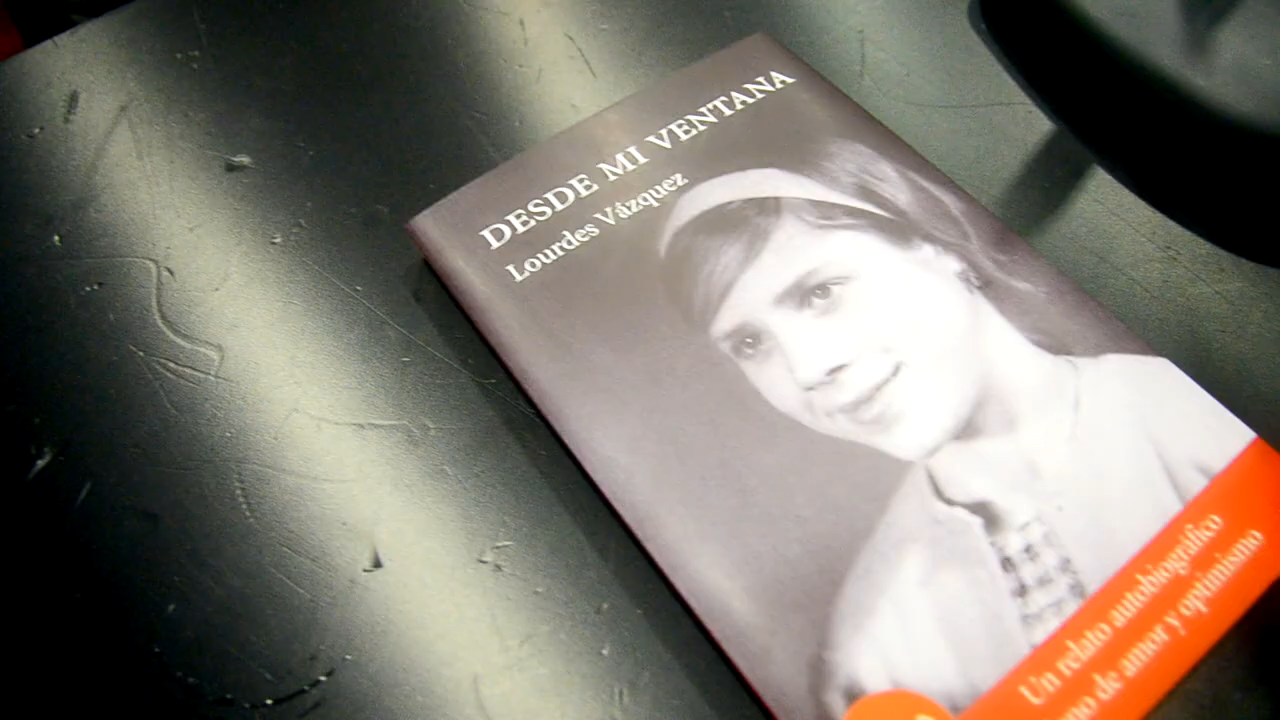 DESDE MI VENTANA
Lourdes Vázquez
Un relato autobiográfico
de amor y optimismo